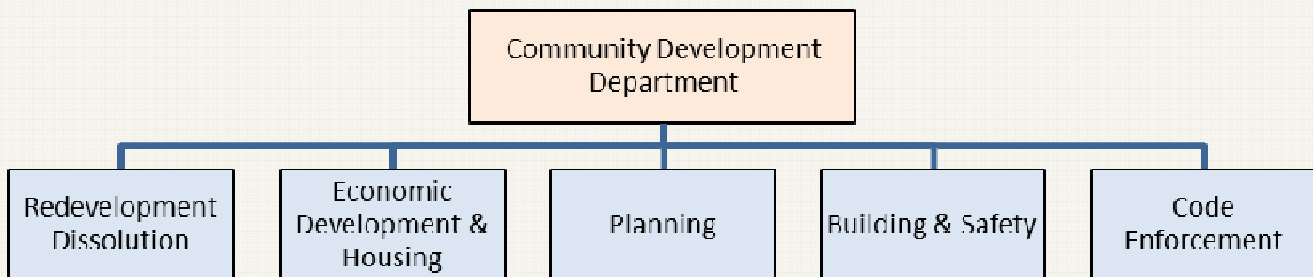 Community Development
Department
Redevelopment
Dissolution
Economic
Development &
Housing
Planning
Building & Safety
Code
Enforcement